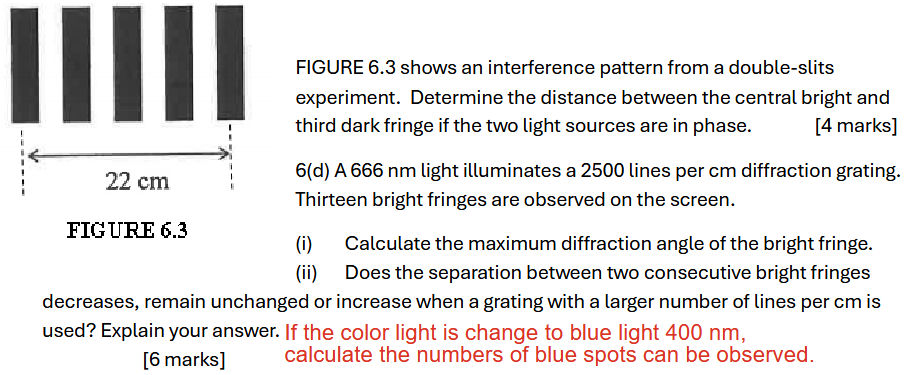 FIGURE 6.3 shows an interference pattern from a double-slits
experiment. Determine the distance between the central bright and
third dark fringe if the two light sources are in phase. [4 marks]
22 cm
FIGURE 6.3
6(d) A 666 nm light illuminates a 2500 lines per cm diffraction grating.
Thirteen bright fringes are observed on the screen.
(i) Calculate the maximum diffraction angle of the bright fringe.
(ii) Does the separation between two consecutive bright fringes
decreases, remain unchanged or increase when a grating with a larger number of lines per cm is
used? Explain your answer. If the color light is change to blue light 400 nm,
[6 marks] calculate the numbers of blue spots can be observed.